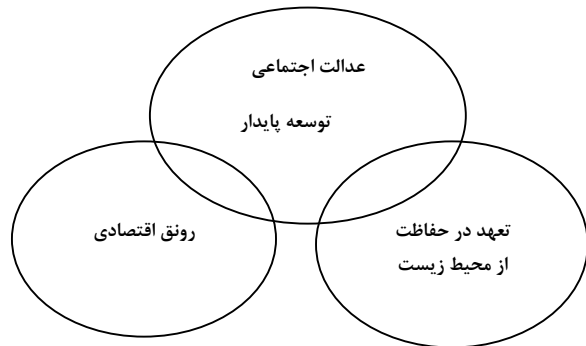 عدالت اجتماعی
توسعه پایدار
رونق اقتصادی
تعهد در حفاظت
از محیط زیست